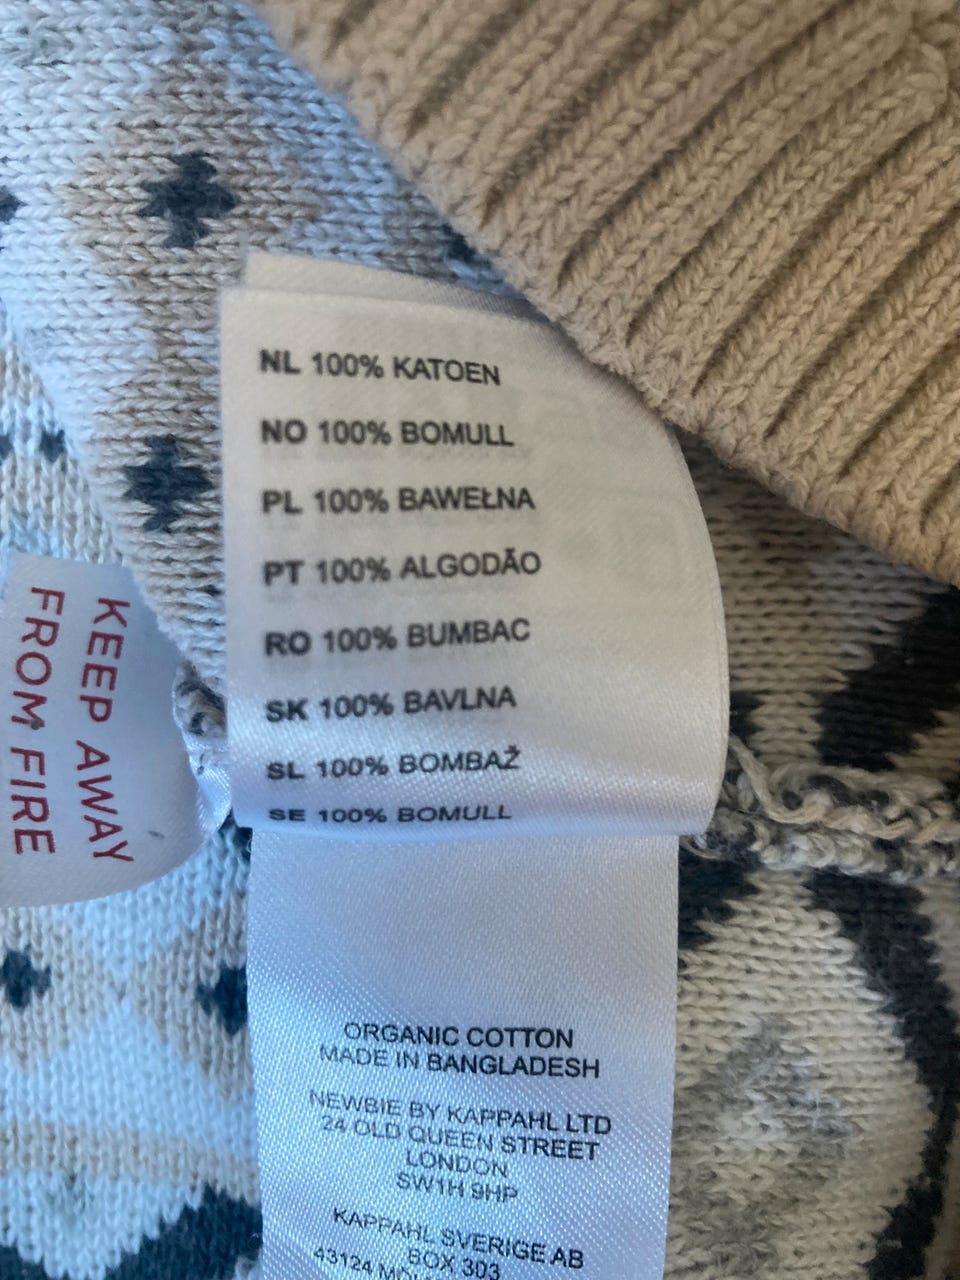 NL 100% KATOEN
NO 100% BOMULL
PL 100% BAWEŁNA
PT 100% ALGODÃO
RO 100% BUMBAC
SK 100% BAVLNA
SL 100% BOMBAŽ
SE 100% BOMULL
KEEP AWAY
FROM FIRE
ORGANIC COTTON
MADE IN BANGLADESH
NEWBIE BY KAPPAHL LTD
24 OLD QUEEN STREET
LONDON
SW1H 9HP
KAPPAHL SVERIGE AB
BOX 303
43124